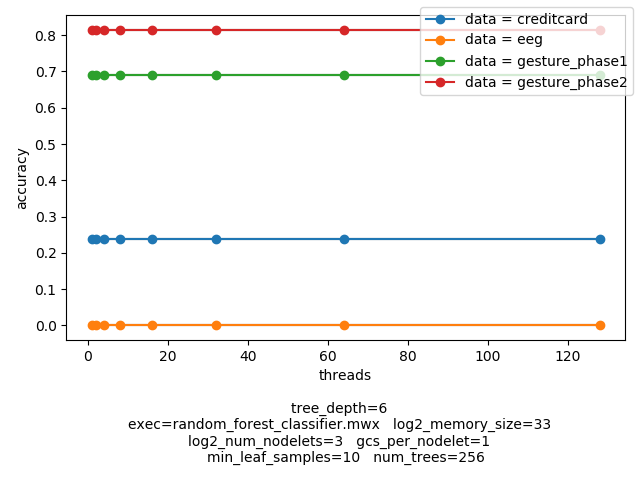 data = creditcard
data = eeg
data = gesture_phase1
data = gesture_phase2
0.8
0.7
0.6
0.5
0.4
0.3
0.2
0.1
0.0
accuracy
0 20 40 60 80 100 120
threads
tree_depth=6
exec=random_forest_classifier.mwx log2_memory_size=33
log2_num_nodelets=3 gcs_per_nodelet=1
min_leaf_samples=10 num_trees=256